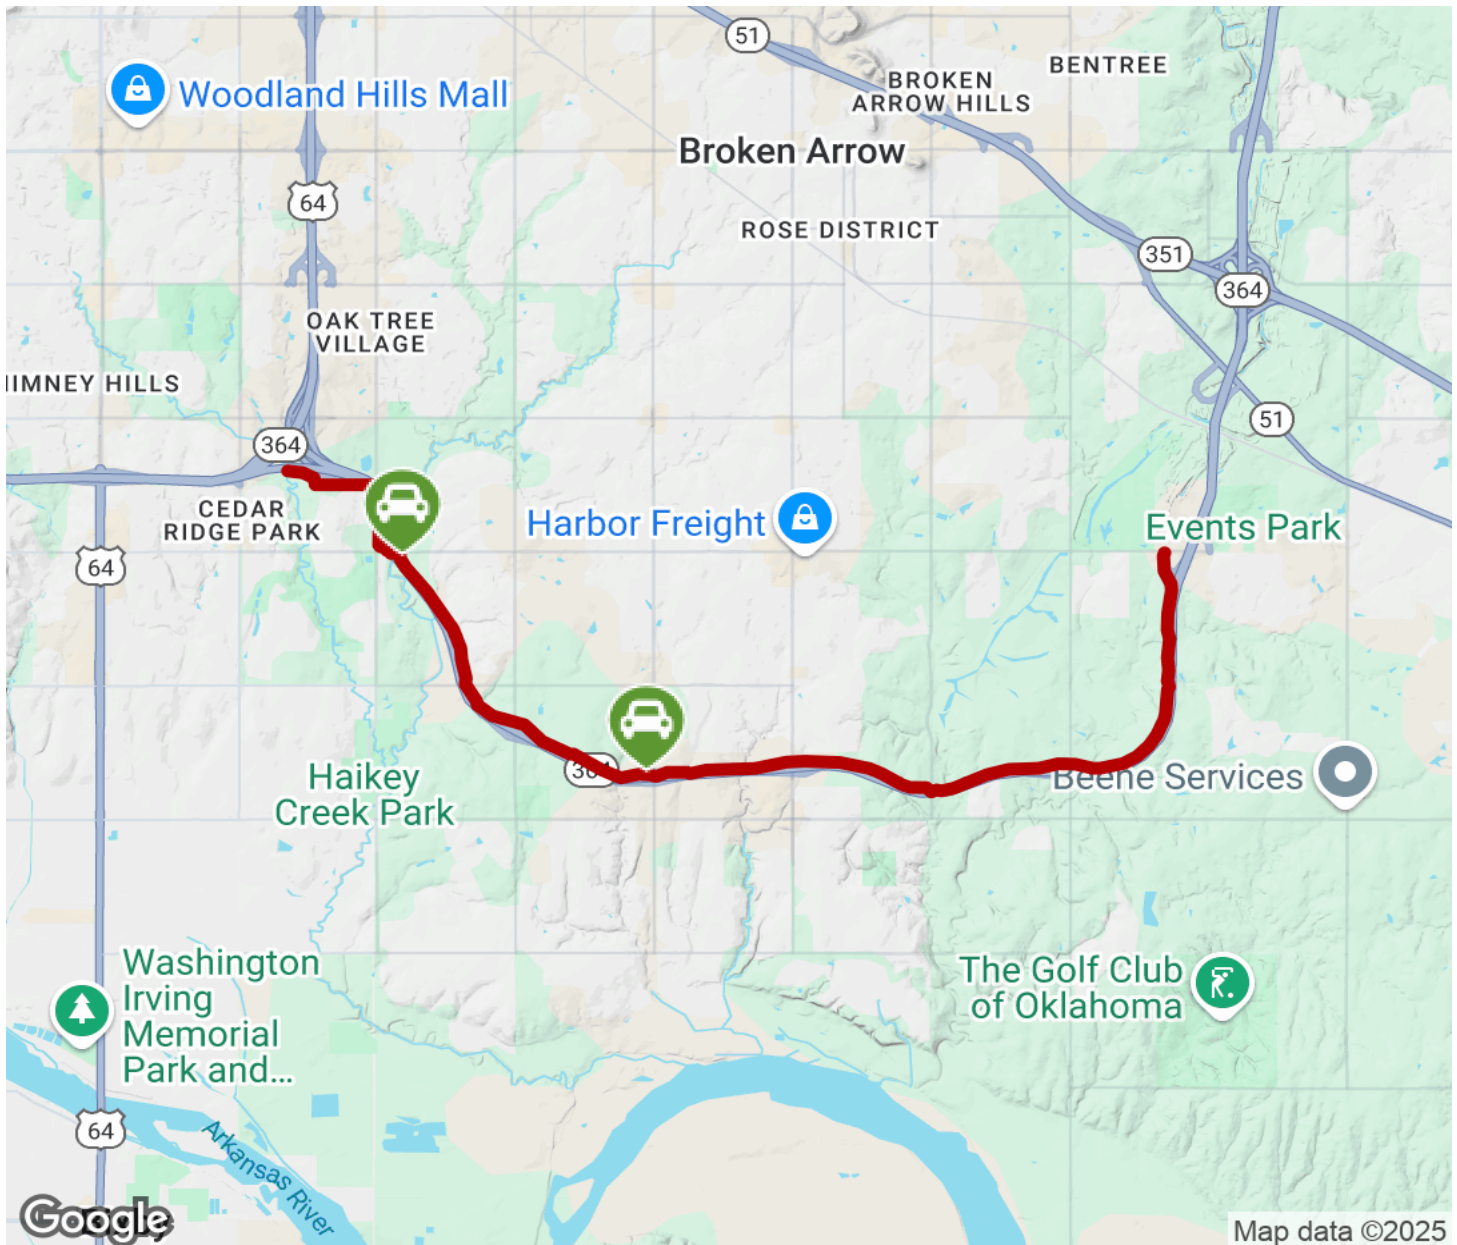 51
BENTREE
BROKEN
ARROW HILLS
Woodland Hills Mall
Broken Arrow
64
ROSE DISTRICT
351
364
OAK TREE
VILLAGE
IIMNEY HILLS
51
364
CEDAR
RIDGE PARK
Harbor Freight
Events Park
64
364
Haikey
Creek Park
Beene Services
Washington
Irving
Memorial
Park and...
The Golf Club
of Oklahoma
64
Arkansas River
Google
Map data ©2025